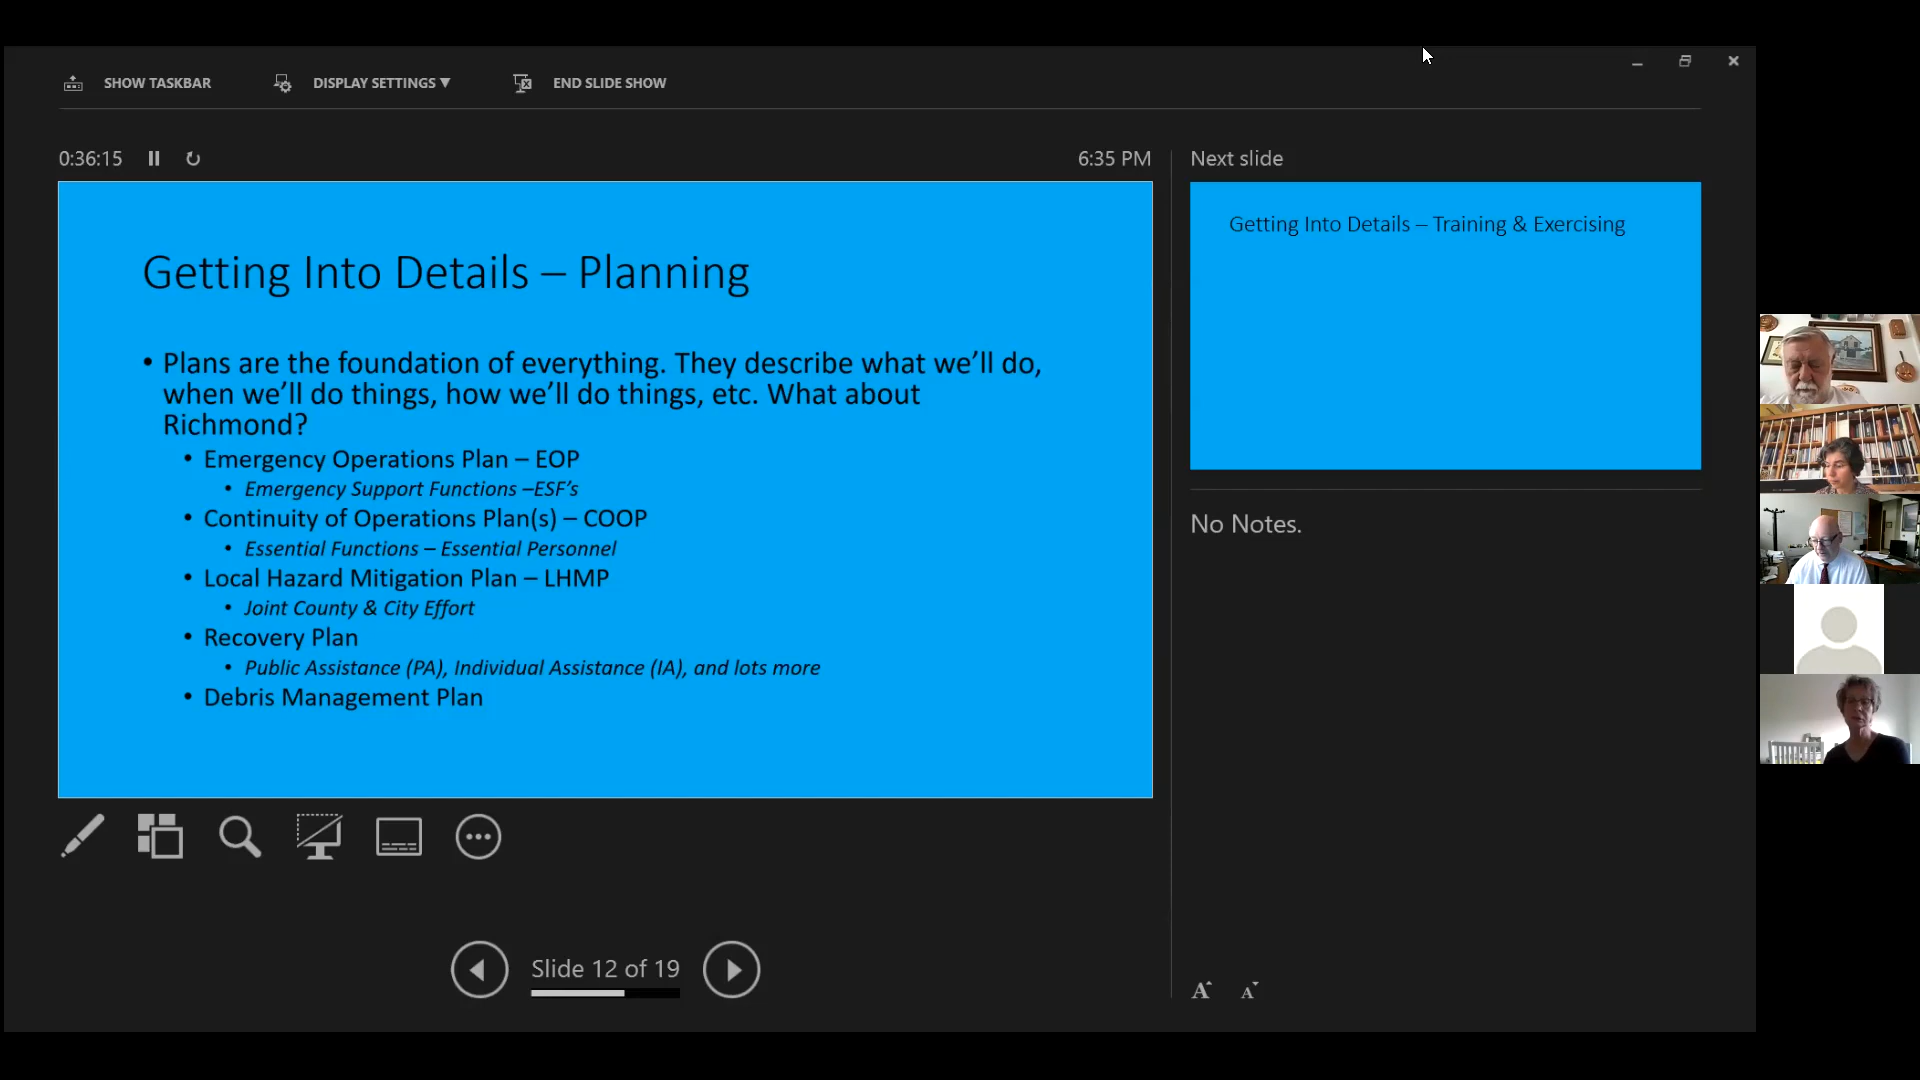 SHOW TASKBAR
DISPLAY SETTINGS ▼
END SLIDE SHOW
0:36:15
6:35 PM
Getting Into Details – Planning
• Plans are the foundation of everything. They describe what we’ll do,
when we’ll do things, how we’ll do things, etc. What about
Richmond?
• Emergency Operations Plan – EOP
• Emergency Support Functions –ESF’s
• Continuity of Operations Plan(s) – COOP
• Essential Functions – Essential Personnel
• Local Hazard Mitigation Plan – LHMP
• Joint County & City Effort
• Recovery Plan
• Public Assistance (PA), Individual Assistance (IA), and lots more
• Debris Management Plan
Slide 12 of 19
Next slide
Getting Into Details – Training & Exercising
No Notes.
A A